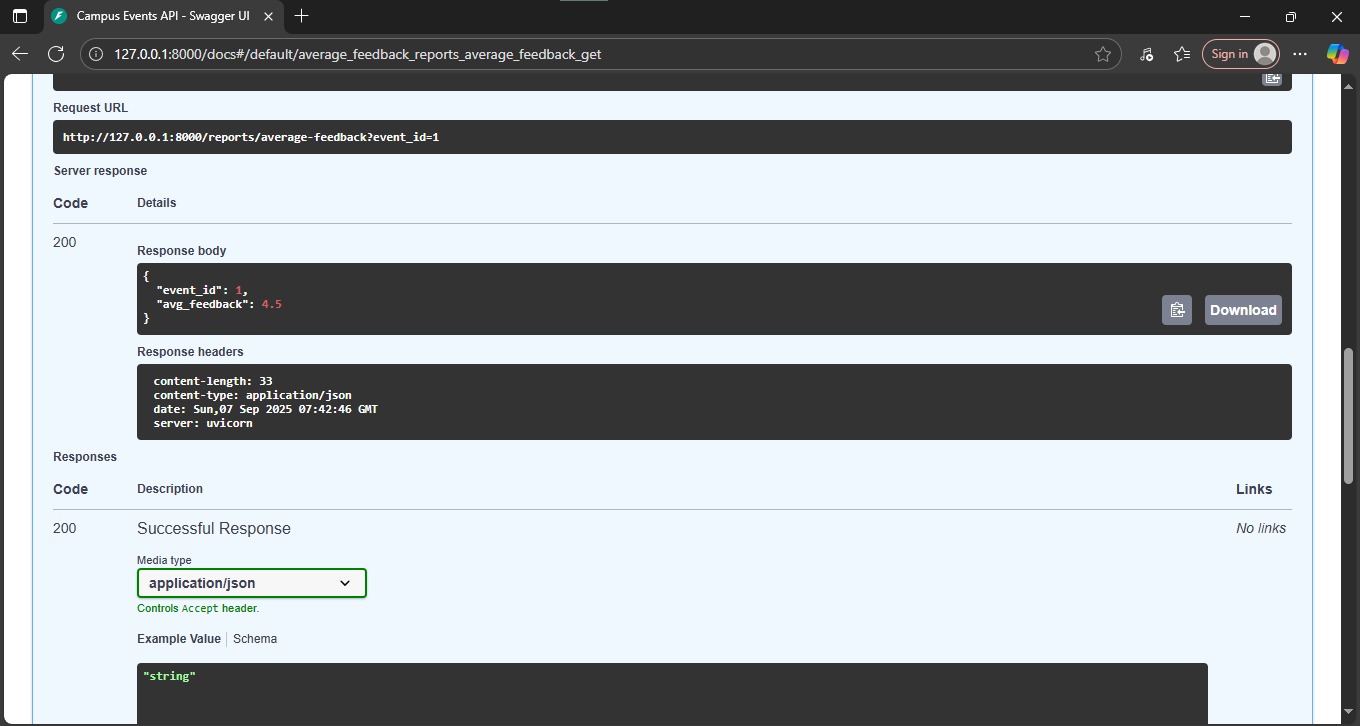 Campus Events API - Swagger UI
127.0.0.1:8000/docs#/default/average_feedback_reports_average_feedback_get
Sign in
Request URL
http://127.0.0.1:8000/reports/average-feedback?event_id=1
Server response
Code Details
200
Response body
{
"event_id": 1,
"avg_feedback": 4.5
}
Download
Response headers
content-length: 33
content-type: application/json
date: Sun,07 Sep 2025 07:42:46 GMT
server: uvicorn
Responses
Code Description Links
200 Successful Response No links
Media type
application/json
Controls Accept header.
Example Value Schema
"string"